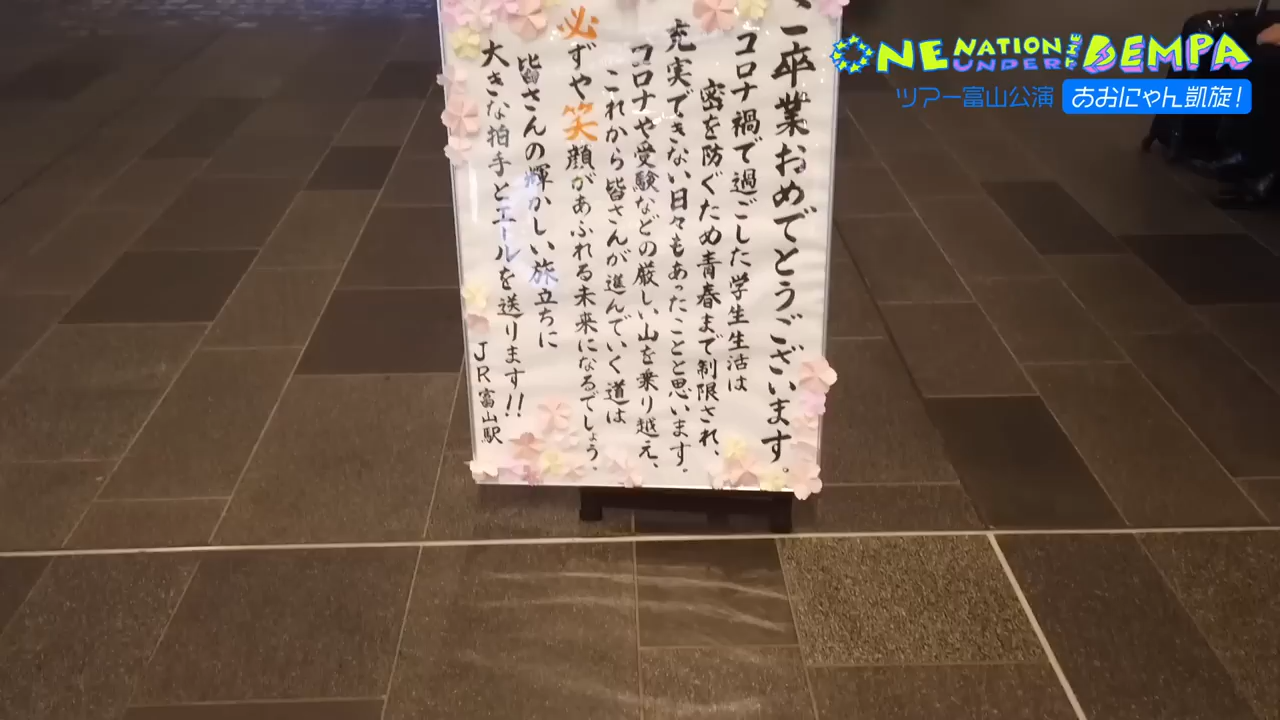 ご卒業おめでとうございます。
コロナ禍で過ごした学生生活は
密を防ぐため青春まで制限され、
充実できない日々もあったことと思います。
コロナや受験などの厳しい山を乗り越え、
これから皆さんが進んでいく道は
必ずや笑顔があふれる未来になるでしょう。
皆さんの輝かしい旅立ちに
大きな拍手とエールを送ります!!
JR富山駅
ONE NATION UNDER THE DEMPA
ツアー富山公演 あおにゃん凱旋!